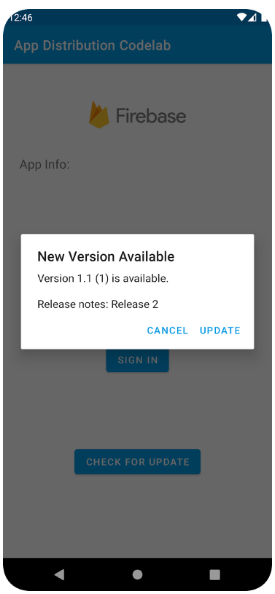 12:46
App Distribution Codelab
Firebase
App Info:
New Version Available
Version 1.1 (1) is available.
Release notes: Release 2
CANCEL UPDATE
SIGN IN
CHECK FOR UPDATE